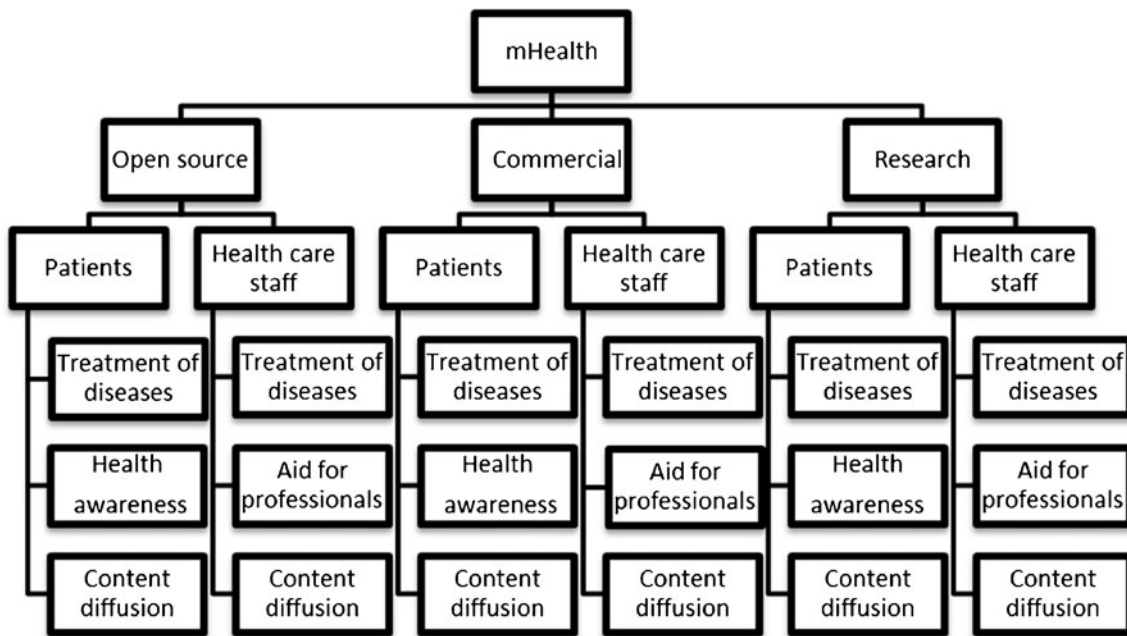 mHealth
Open source
Commercial
Research
Patients
Health care
staff
Patients
Health care
staff
Patients
Health care
staff
Treatment of
diseases
Treatment of
diseases
Treatment of
diseases
Treatment of
diseases
Treatment of
diseases
Treatment of
diseases
Health
awareness
Aid for
professionals
Health
awareness
Aid for
professionals
Health
awareness
Aid for
professionals
Content
diffusion
Content
diffusion
Content
diffusion
Content
diffusion
Content
diffusion
Content
diffusion